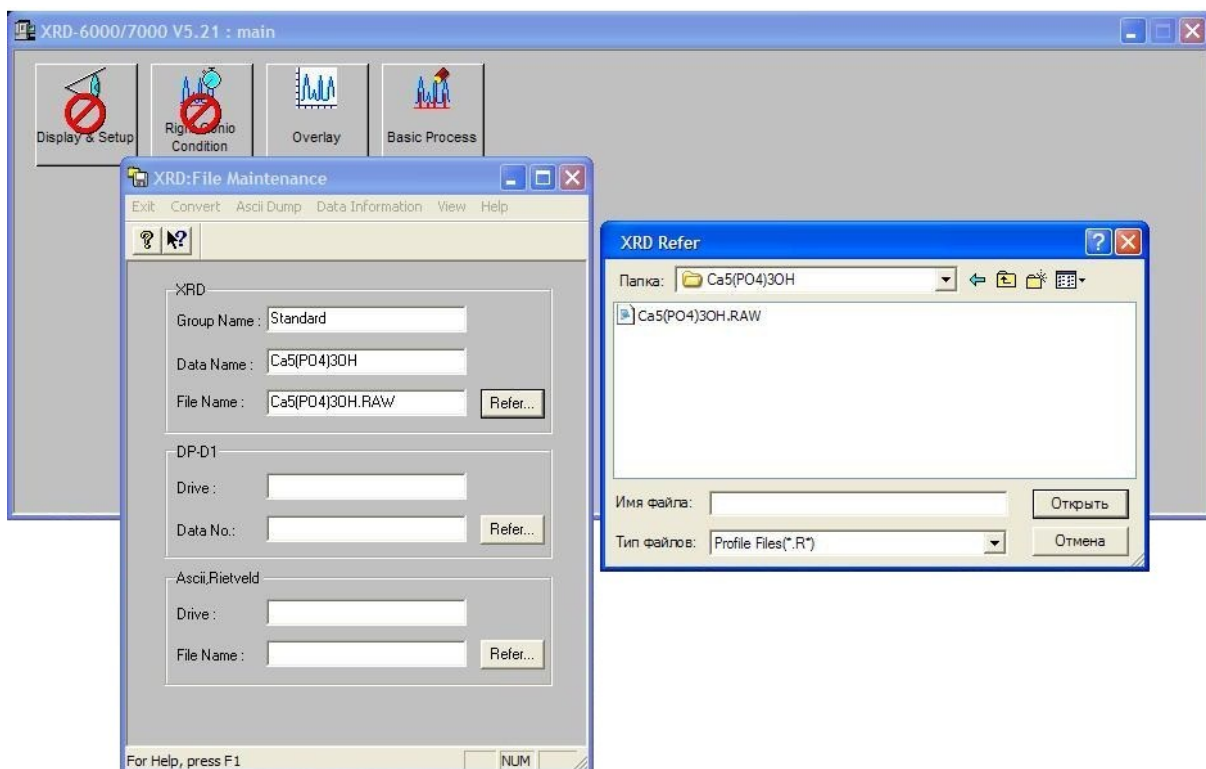 XRD-6000/7000 V5.21 : main
Display & Setup
Condition
Overlay
Basic Process
XRD:File Maintenance
Exit Convert Ascii Dump Data Information View Help
XRD
Group Name : Standard
Data Name : Ca5(PO4)3OH
File Name : Ca5(PO4)3OH.RAW Refer...
DP-D1
Drive :
Data No.: Refer...
Ascii,Rietveld
Drive :
File Name : Refer...
For Help, press F1 NUM
XRD Refer
Папка: Ca5(PO4)3OH
Ca5(PO4)3OH.RAW
Имя файла: Открыть
Тип файлов: Profile Files(*.R*) Отмена